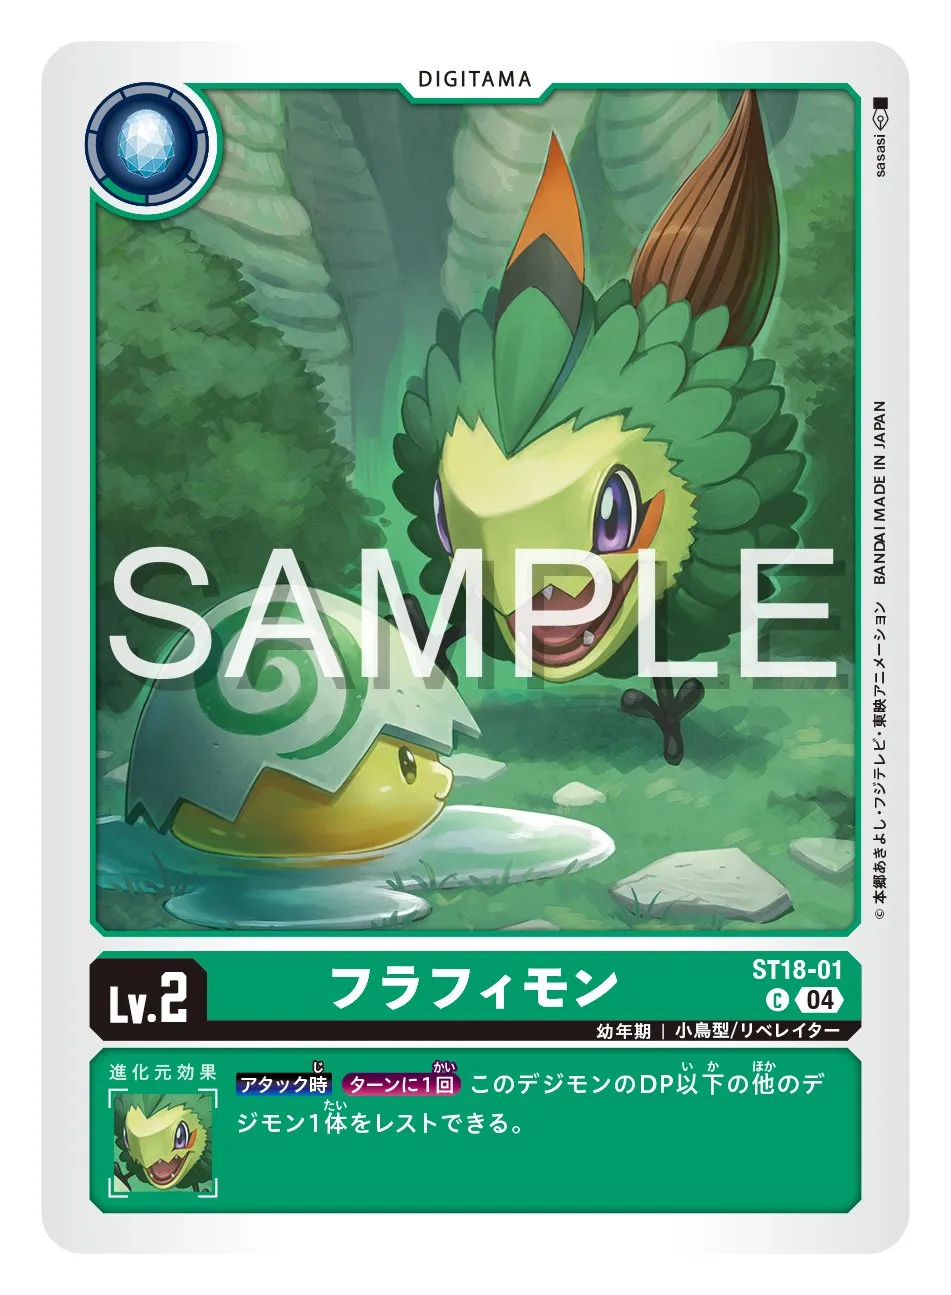 DIGITAMA
sasasi
BANDAI MADE IN JAPAN
© 本郷あきよし・フジテレビ・東映アニメーション
SAMPLE
Lv.2
フラフィモン
ST18-01
C 04
幼年期 | 小鳥型/リベレイター
進化元効果
アタック時 ターンに1回 このデジモンのDP以下の他のデ
ジモン1体をレストできる。